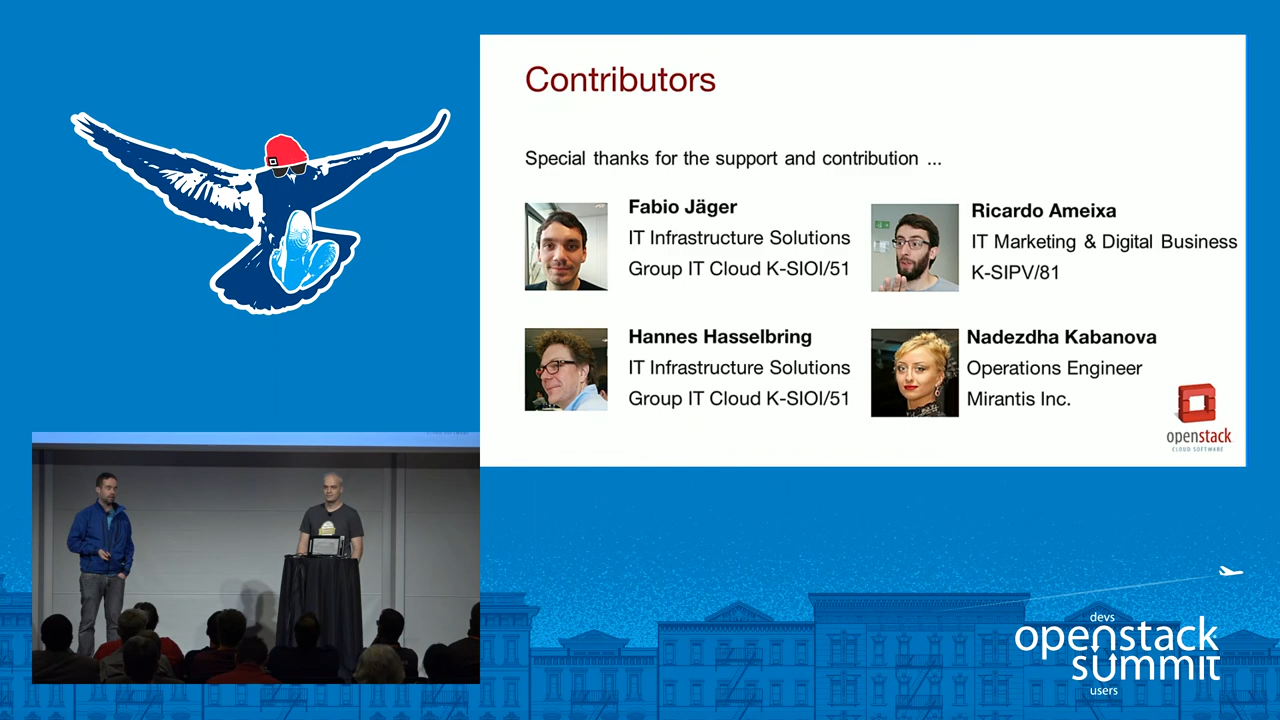 Contributors
Special thanks for the support and contribution ...
Fabio Jäger
IT Infrastructure Solutions
Group IT Cloud K-SIOI/51
Ricardo Ameixa
IT Marketing & Digital Business
K-SIPV/81
Hannes Hasselbring
IT Infrastructure Solutions
Group IT Cloud K-SIOI/51
Nadezdha Kabanova
Operations Engineer
Mirantis Inc.
openstack
CLOUD SOFTWARE
devs
openstack
summit
users